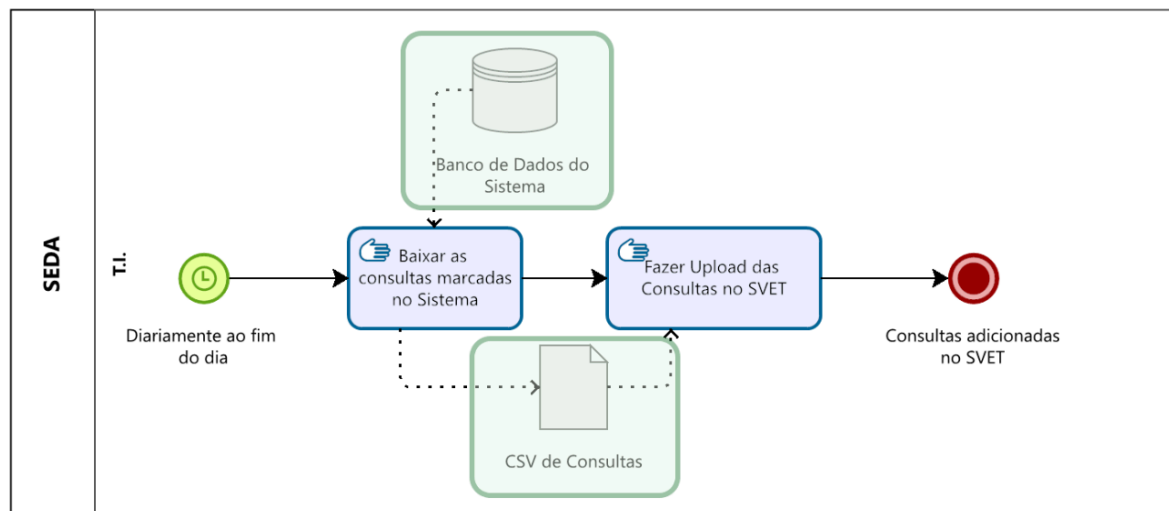 SEDA
T.I.
Banco de Dados do
Sistema
Baixar as
consultas marcadas
no Sistema
Fazer Upload das
Consultas no SVET
Diariamente ao fim
do dia
Consultas adicionadas
no SVET
CSV de Consultas